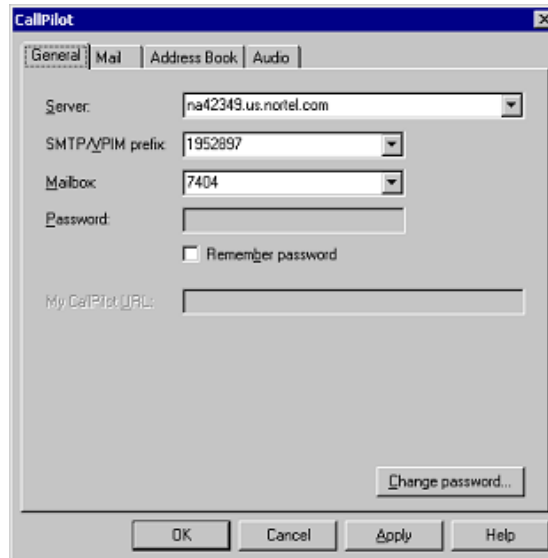 CallPilot
General Mail Address Book Audio
Server: na42349.us.nortel.com
SMTP/VPIM prefix: 1952897
Mailbox: 7404
Password:
Remember password
My CallPilot URL:
Change password...
OK Cancel Apply Help